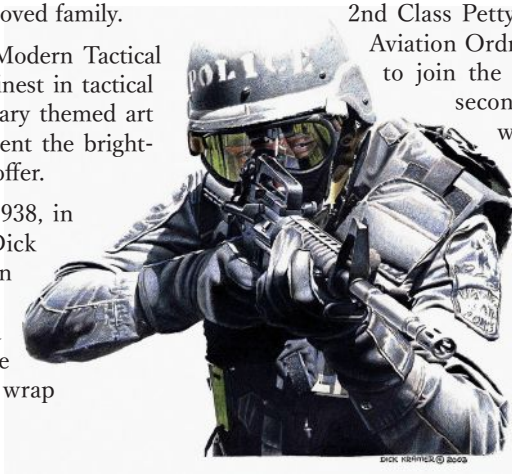 oved family.
Modern Tactical
inest in tactical
ary themed art
ent the bright-
offer.
938, in
Dick
n
e
wrap
2nd Class Petty
Aviation Ord
to join the
secon
w
POLICE
DICK KRAMER © 2003